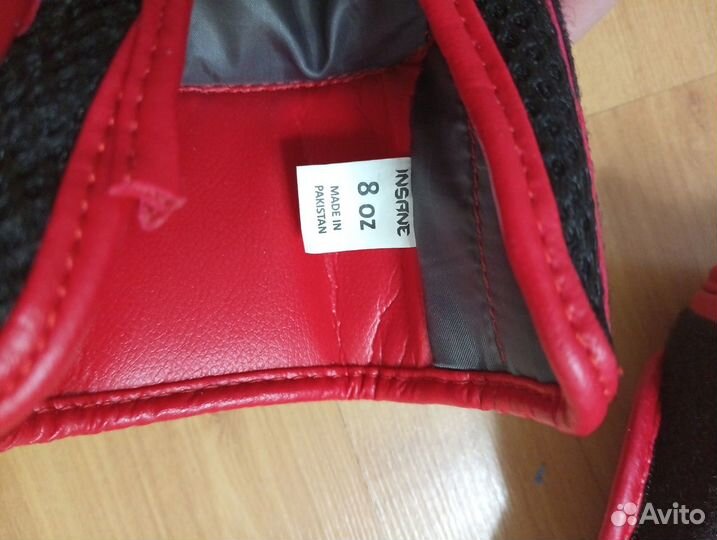 INSANE
8 OZ
MADE IN
PAKISTAN
Avito